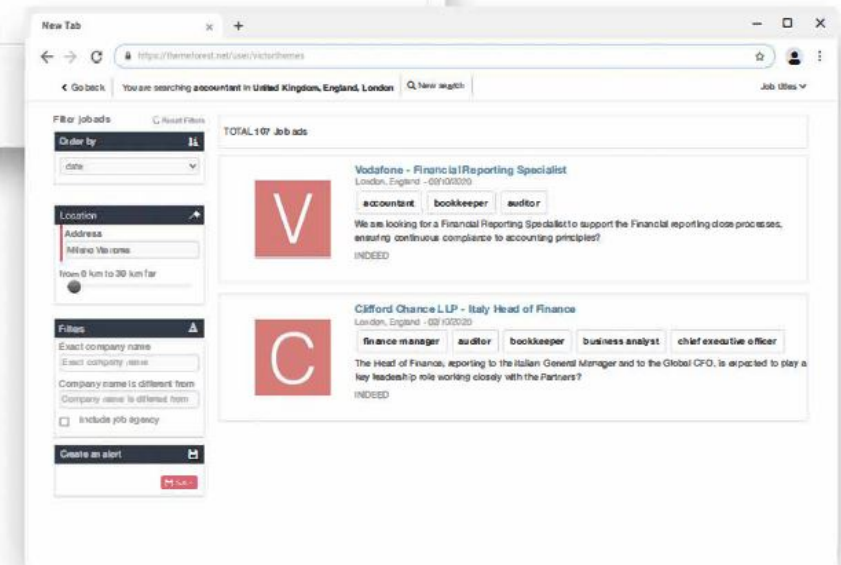 New Tab
https://themeforest.net/user/victorthemes
Go back
You are searching accountant in United Kingdom, England, London
New search
Job titles
Filter job ads
Reset Filters
Order by
date
Location
Address
Milano
from 0 km to 30 km far
Filters
Exact company name
Exact company name
Company name is different from
Company name is different from
Include job agency
Create an alert
TOTAL 107 Job ads
V
Vodafone - Financial Reporting Specialist
London, England - 02/10/2020
accountant bookkeeper auditor
We are looking for a Financial Reporting Specialist to support the Financial reporting close processes,
ensuring continuous compliance to accounting principles?
INDEED
C
Clifford Chance LLP - Italy Head of Finance
London, England - 02/10/2020
finance manager auditor bookkeeper business analyst chief executive officer
The Head of Finance, reporting to the Italian General Manager and to the Global CFO, is expected to play a
key leadership role working closely with the Partners?
INDEED